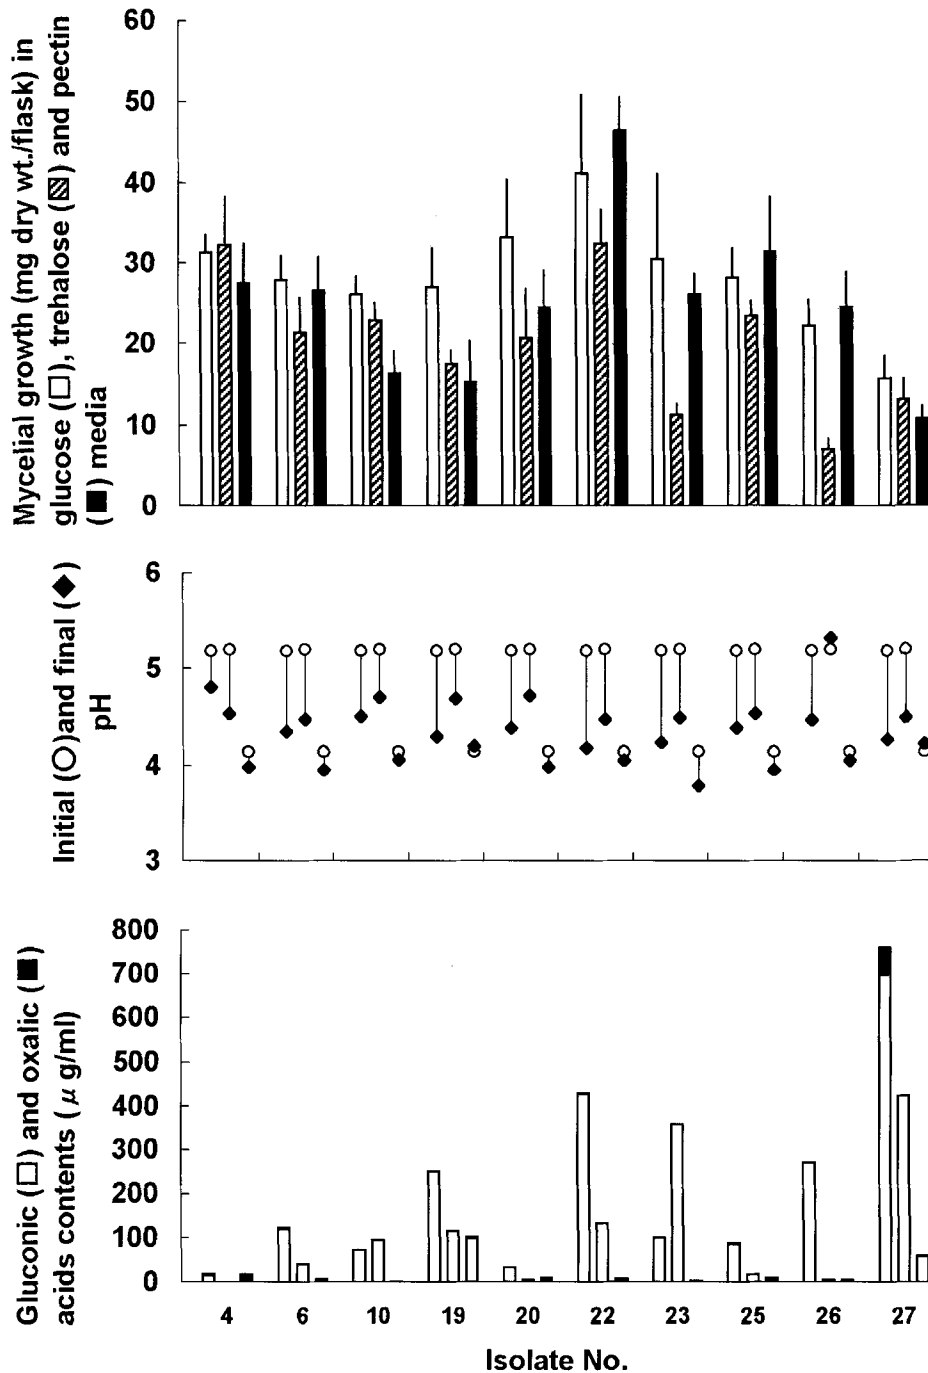 Mycelial growth (mg dry wt./flask) in
glucose (□), trehalose (▨) and pectin
(■) media
60
50
40
30
20
10
0
Initial (○)and final (◆)
pH
6
5
4
3
Gluconic (□) and oxalic (■)
acids contents ( μ g/ml)
800
700
600
500
400
300
200
100
0
4 6 10 19 20 22 23 25 26 27
Isolate No.